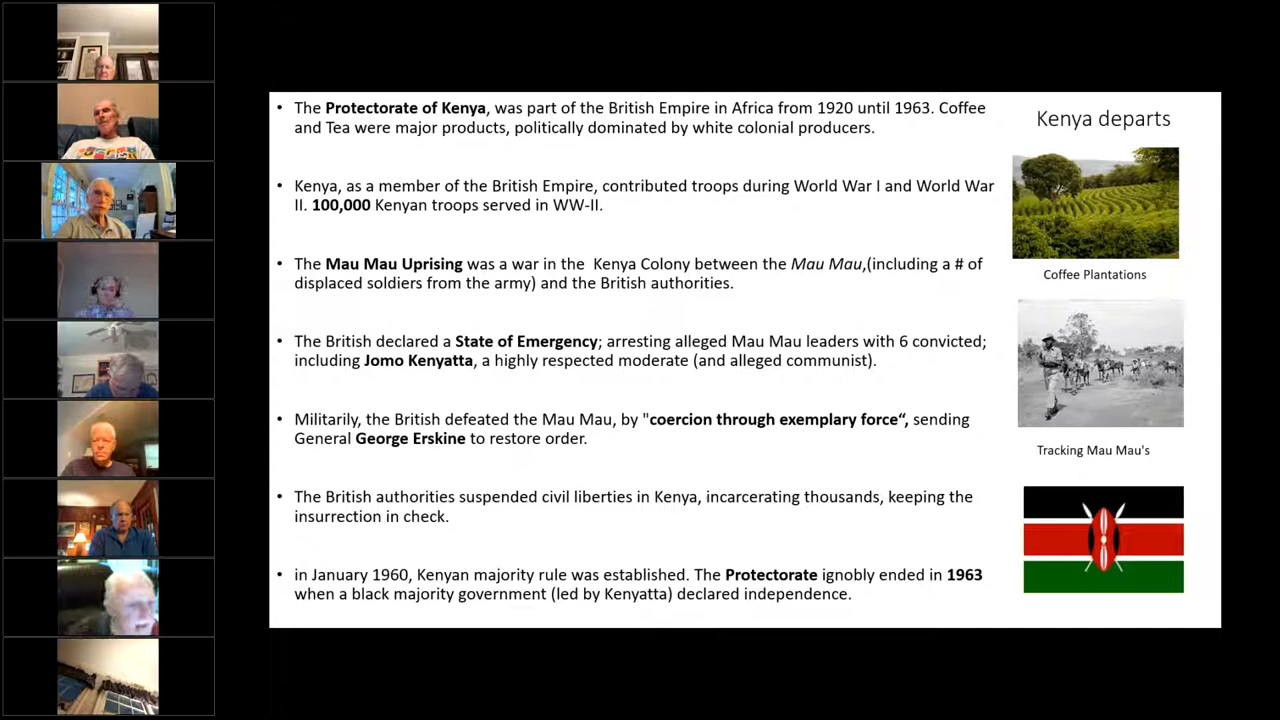 Kenya departs
• The Protectorate of Kenya, was part of the British Empire in Africa from 1920 until 1963. Coffee
and Tea were major products, politically dominated by white colonial producers.
• Kenya, as a member of the British Empire, contributed troops during World War I and World War
II. 100,000 Kenyan troops served in WW-II.
• The Mau Mau Uprising was a war in the  Kenya Colony between the Mau Mau,(including a # of
displaced soldiers from the army) and the British authorities.
• The British declared a State of Emergency; arresting alleged Mau Mau leaders with 6 convicted;
including Jomo Kenyatta, a highly respected moderate (and alleged communist).
• Militarily, the British defeated the Mau Mau, by "coercion through exemplary force“, sending
General George Erskine to restore order.
• The British authorities suspended civil liberties in Kenya, incarcerating thousands, keeping the
insurrection in check.
• in January 1960, Kenyan majority rule was established. The Protectorate ignobly ended in 1963
when a black majority government (led by Kenyatta) declared independence.
Coffee Plantations
Tracking Mau Mau's